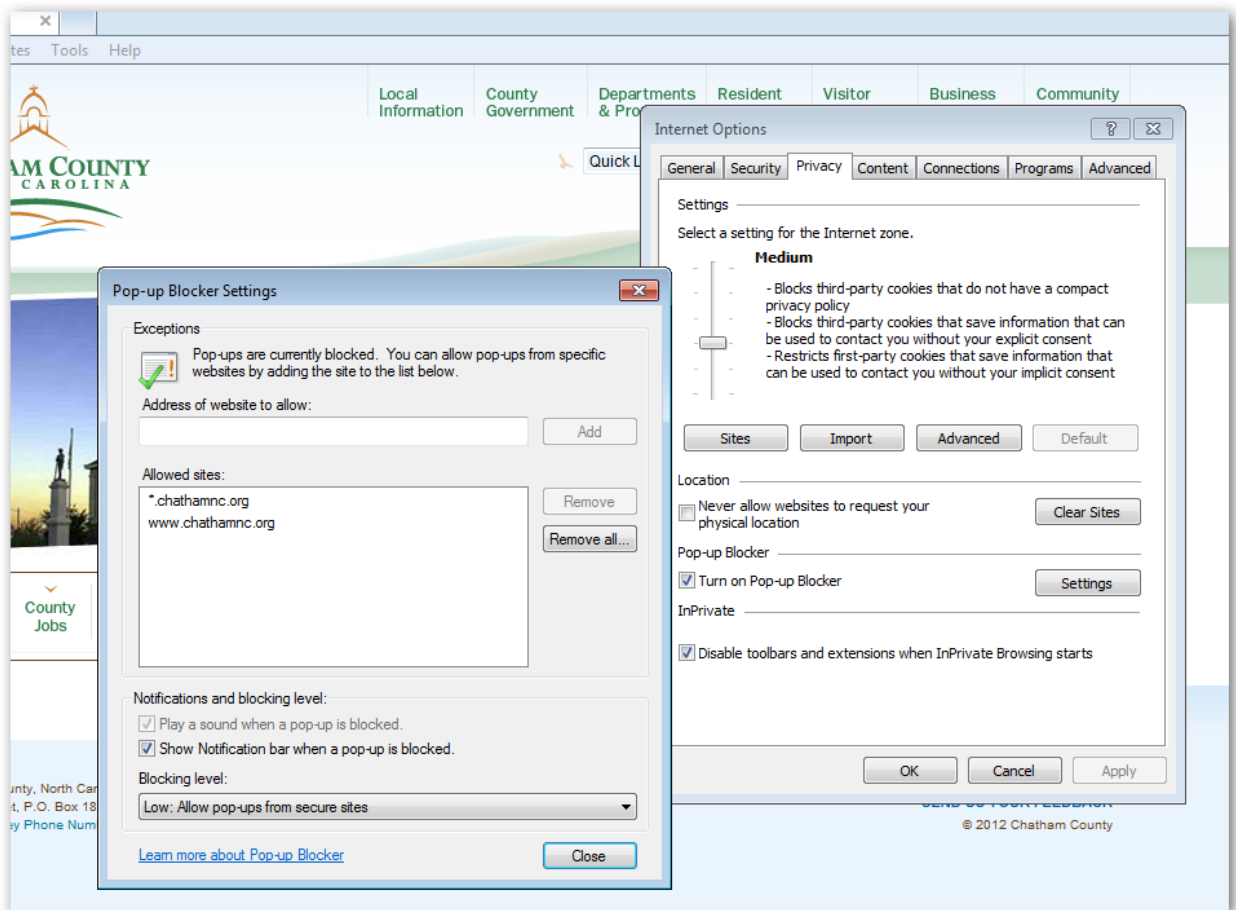 tes Tools Help
Local Information
County Government
Departments & Pro
Resident
Visitor
Business
Community
AM COUNTY
CAROLINA
Quick L
Internet Options
General Security Privacy Content Connections Programs Advanced
Settings
Select a setting for the Internet zone.
Medium
- Blocks third-party cookies that do not have a compact
privacy policy
- Blocks third-party cookies that save information that can
be used to contact you without your explicit consent
- Restricts first-party cookies that save information that
can be used to contact you without your implicit consent
Sites Import Advanced Default
Location
Never allow websites to request your
physical location
Clear Sites
Pop-up Blocker
Turn on Pop-up Blocker
Settings
InPrivate
Disable toolbars and extensions when InPrivate Browsing starts
OK Cancel Apply
Pop-up Blocker Settings
Exceptions
Pop-ups are currently blocked. You can allow pop-ups from specific
websites by adding the site to the list below.
Address of website to allow:
Add
Allowed sites:
*.chathamnc.org
www.chathamnc.org
Remove
Remove all...
Notifications and blocking level:
Play a sound when a pop-up is blocked.
Show Notification bar when a pop-up is blocked.
Blocking level:
Low: Allow pop-ups from secure sites
Learn more about Pop-up Blocker
Close
County
Jobs
unty, North Car
t, P.O. Box 18
ey Phone Num
SEND US YOUR FEEDBACK
© 2012 Chatham County